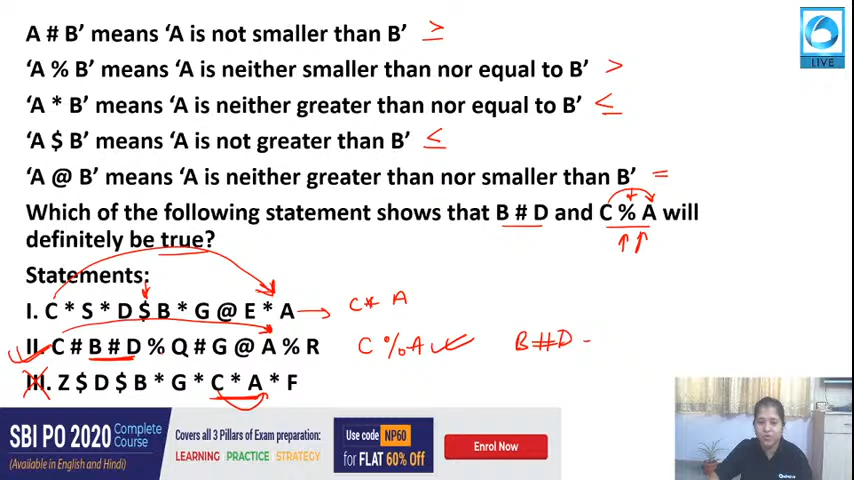 A # B’ means ‘A is not smaller than B’ ≥
‘A % B’ means ‘A is neither smaller than nor equal to B’ >
‘A * B’ means ‘A is neither greater than nor equal to B’ ≤
‘A $ B’ means ‘A is not greater than B’ ≤
‘A @ B’ means ‘A is neither greater than nor smaller than B’ =
Which of the following statement shows that B # D and C % A will
definitely be true?
Statements:
I. C * S * D $ B * G @ E * A → C * A
II. C # B # D % Q # G @ A % R C % A B # D -
III. Z $ D $ B * G * C * A * F
LIVE
SBI PO 2020 Complete Course
(Available in English and Hindi)
Covers all 3 Pillars of Exam preparation:
LEARNING PRACTICE STRATEGY
Use code NP60
for FLAT 60% Off
Enrol Now